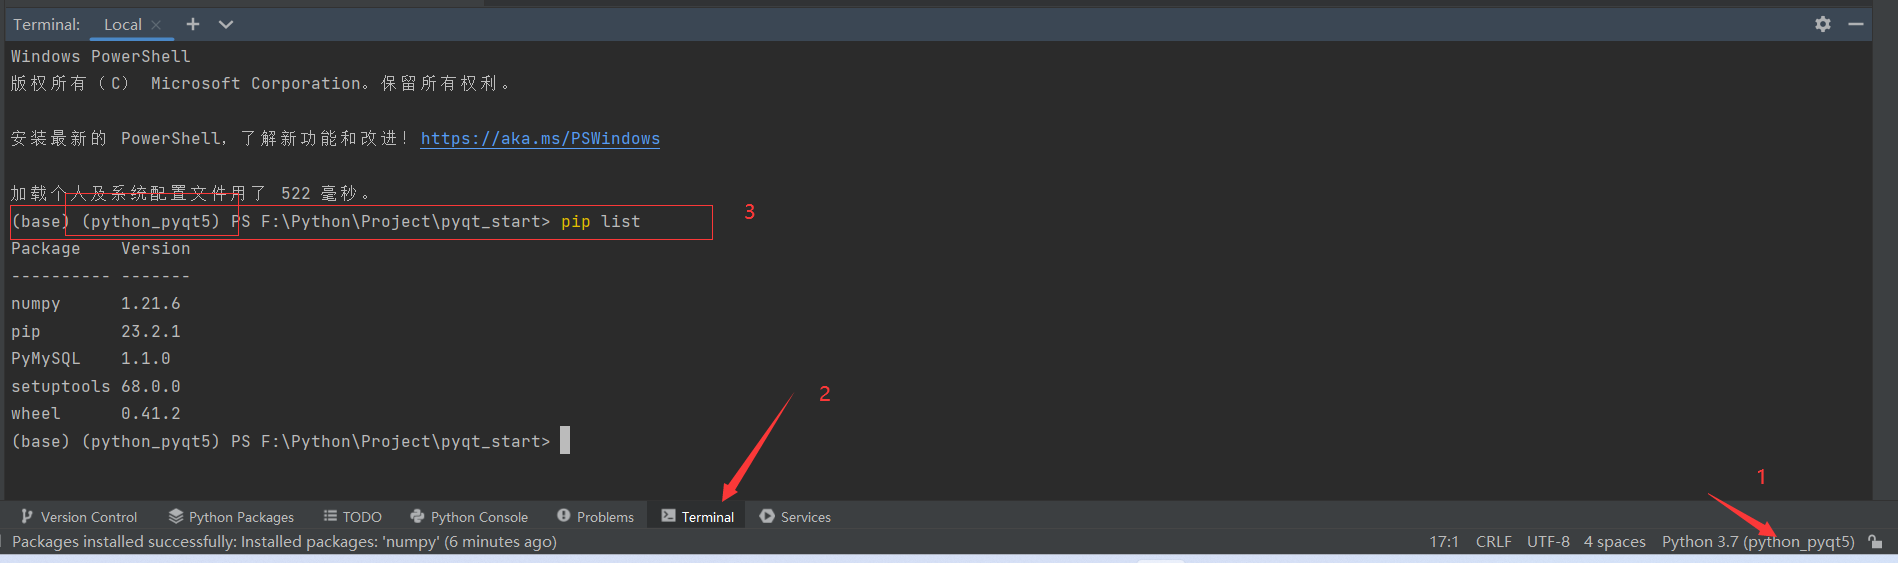 Terminal: Local
Windows PowerShell
版权所有（C） Microsoft Corporation。保留所有权利。
安装最新的 PowerShell，了解新功能和改进！https://aka.ms/PSWindows
加载个人及系统配置文件用了 522 毫秒。
(base) (python_pyqt5) PS F:\Python\Project\pyqt_start> pip list
3
Package    Version
---------- -------
numpy      1.21.6
pip        23.2.1
PyMySQL    1.1.0
setuptools 68.0.0
wheel      0.41.2
2
(base) (python_pyqt5) PS F:\Python\Project\pyqt_start>
1
Version Control Python Packages TODO Python Console Problems Terminal Services
Packages installed successfully: Installed packages: 'numpy' (6 minutes ago) 17:1 CRLF UTF-8 4 spaces Python 3.7 (python_pyqt5)